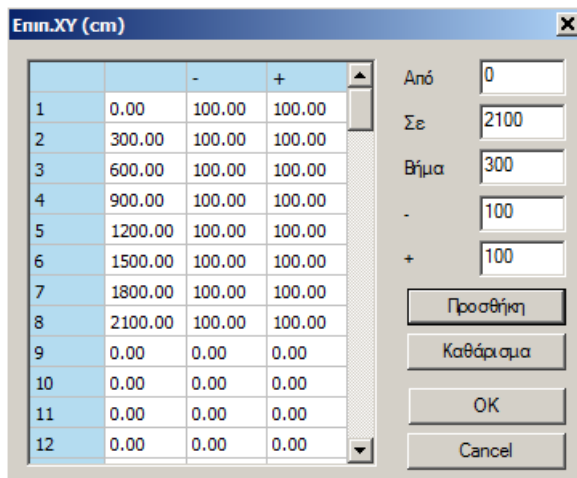 Επιπ.XY (cm)
- +
1 0.00 100.00 100.00
2 300.00 100.00 100.00
3 600.00 100.00 100.00
4 900.00 100.00 100.00
5 1200.00 100.00 100.00
6 1500.00 100.00 100.00
7 1800.00 100.00 100.00
8 2100.00 100.00 100.00
9 0.00 0.00 0.00
10 0.00 0.00 0.00
11 0.00 0.00 0.00
12 0.00 0.00 0.00
Από 0
Σε 2100
Βήμα 300
- 100
+ 100
Προσθήκη
Καθάρισμα
OK
Cancel